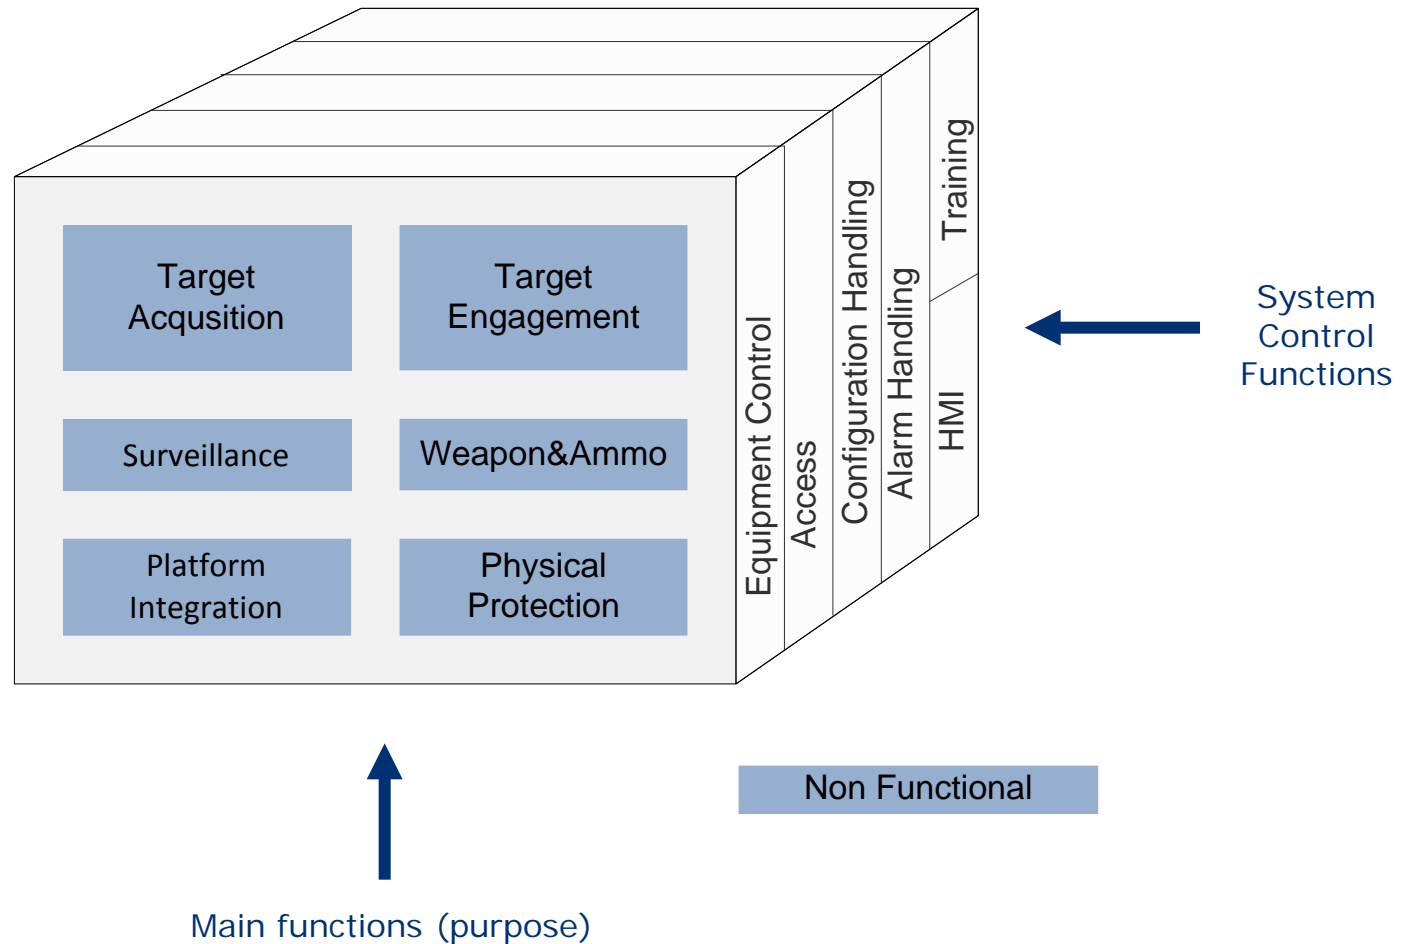 Target
Acqusition
Target
Engagement
Surveillance
Weapon&Ammo
Platform
Integration
Physical
Protection
Equipment Control
Access
Configuration Handling
Alarm Handling
Training
HMI
System
Control
Functions
Non Functional
Main functions (purpose)